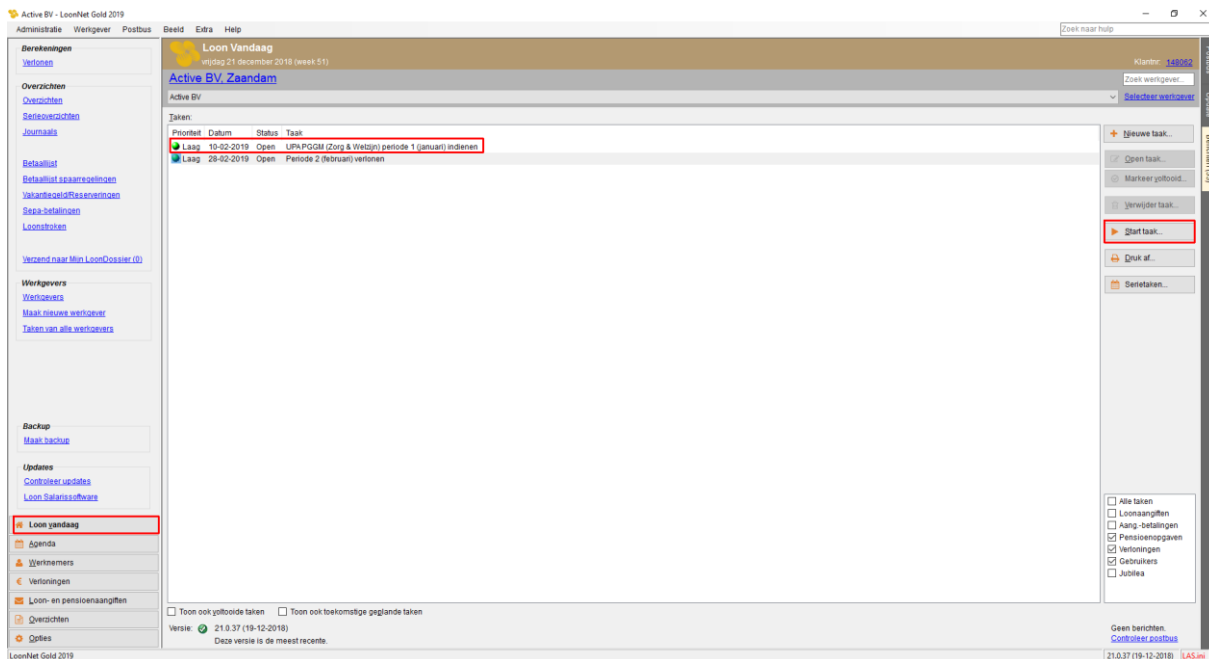 Active BV - LoonNet Gold 2019
Administratie Werkgever Postbus Beeld Extra Help
Zoek naar hulp
Berekeningen
Verlonen
Overzichten
Overzichten
Serieoverzichten
Journaals
Betaallijst
Betaallijst spaarregelingen
Vakantiegeld/Reserveringen
Sepa-betalingen
Loonstroken
Verzend naar Mijn LoonDossier (0)
Werkgevers
Werkgevers
Maak nieuwe werkgever
Taken van alle werkgevers
Backup
Maak backup
Updates
Controleer updates
Loon Salarissoftware
Loon vandaag
Agenda
Werknemers
Verloningen
Loon- en pensioenaangiften
Overzichten
Opties
Loon Vandaag
vrijdag 21 december 2018 (week 51)
Klantnr. 148062
Active BV, Zaandam
Zoek werkgever...
Active BV
Selecteer werkgever
Taken:
Prioriteit Datum Status Taak
Laag 10-02-2019 Open UPA PGGM (Zorg & Welzijn) periode 1 (januari) indienen
Laag 28-02-2019 Open Periode 2 (februari) verlonen
Nieuwe taak...
Open taak...
Markeer voltooid...
Verwijder taak...
Start taak...
Druk af...
Serietaken...
Alle taken
Loonaangiften
Aang.-betalingen
Pensioenopgaven
Verloningen
Gebruikers
Jubilea
Toon ook voltooide taken Toon ook toekomstige geplande taken
Versie: 21.0.37 (19-12-2018)
Deze versie is de meest recente.
Geen berichten.
Controleer postbus
LoonNet Gold 2019
21.0.37 (19-12-2018) LAS.ini